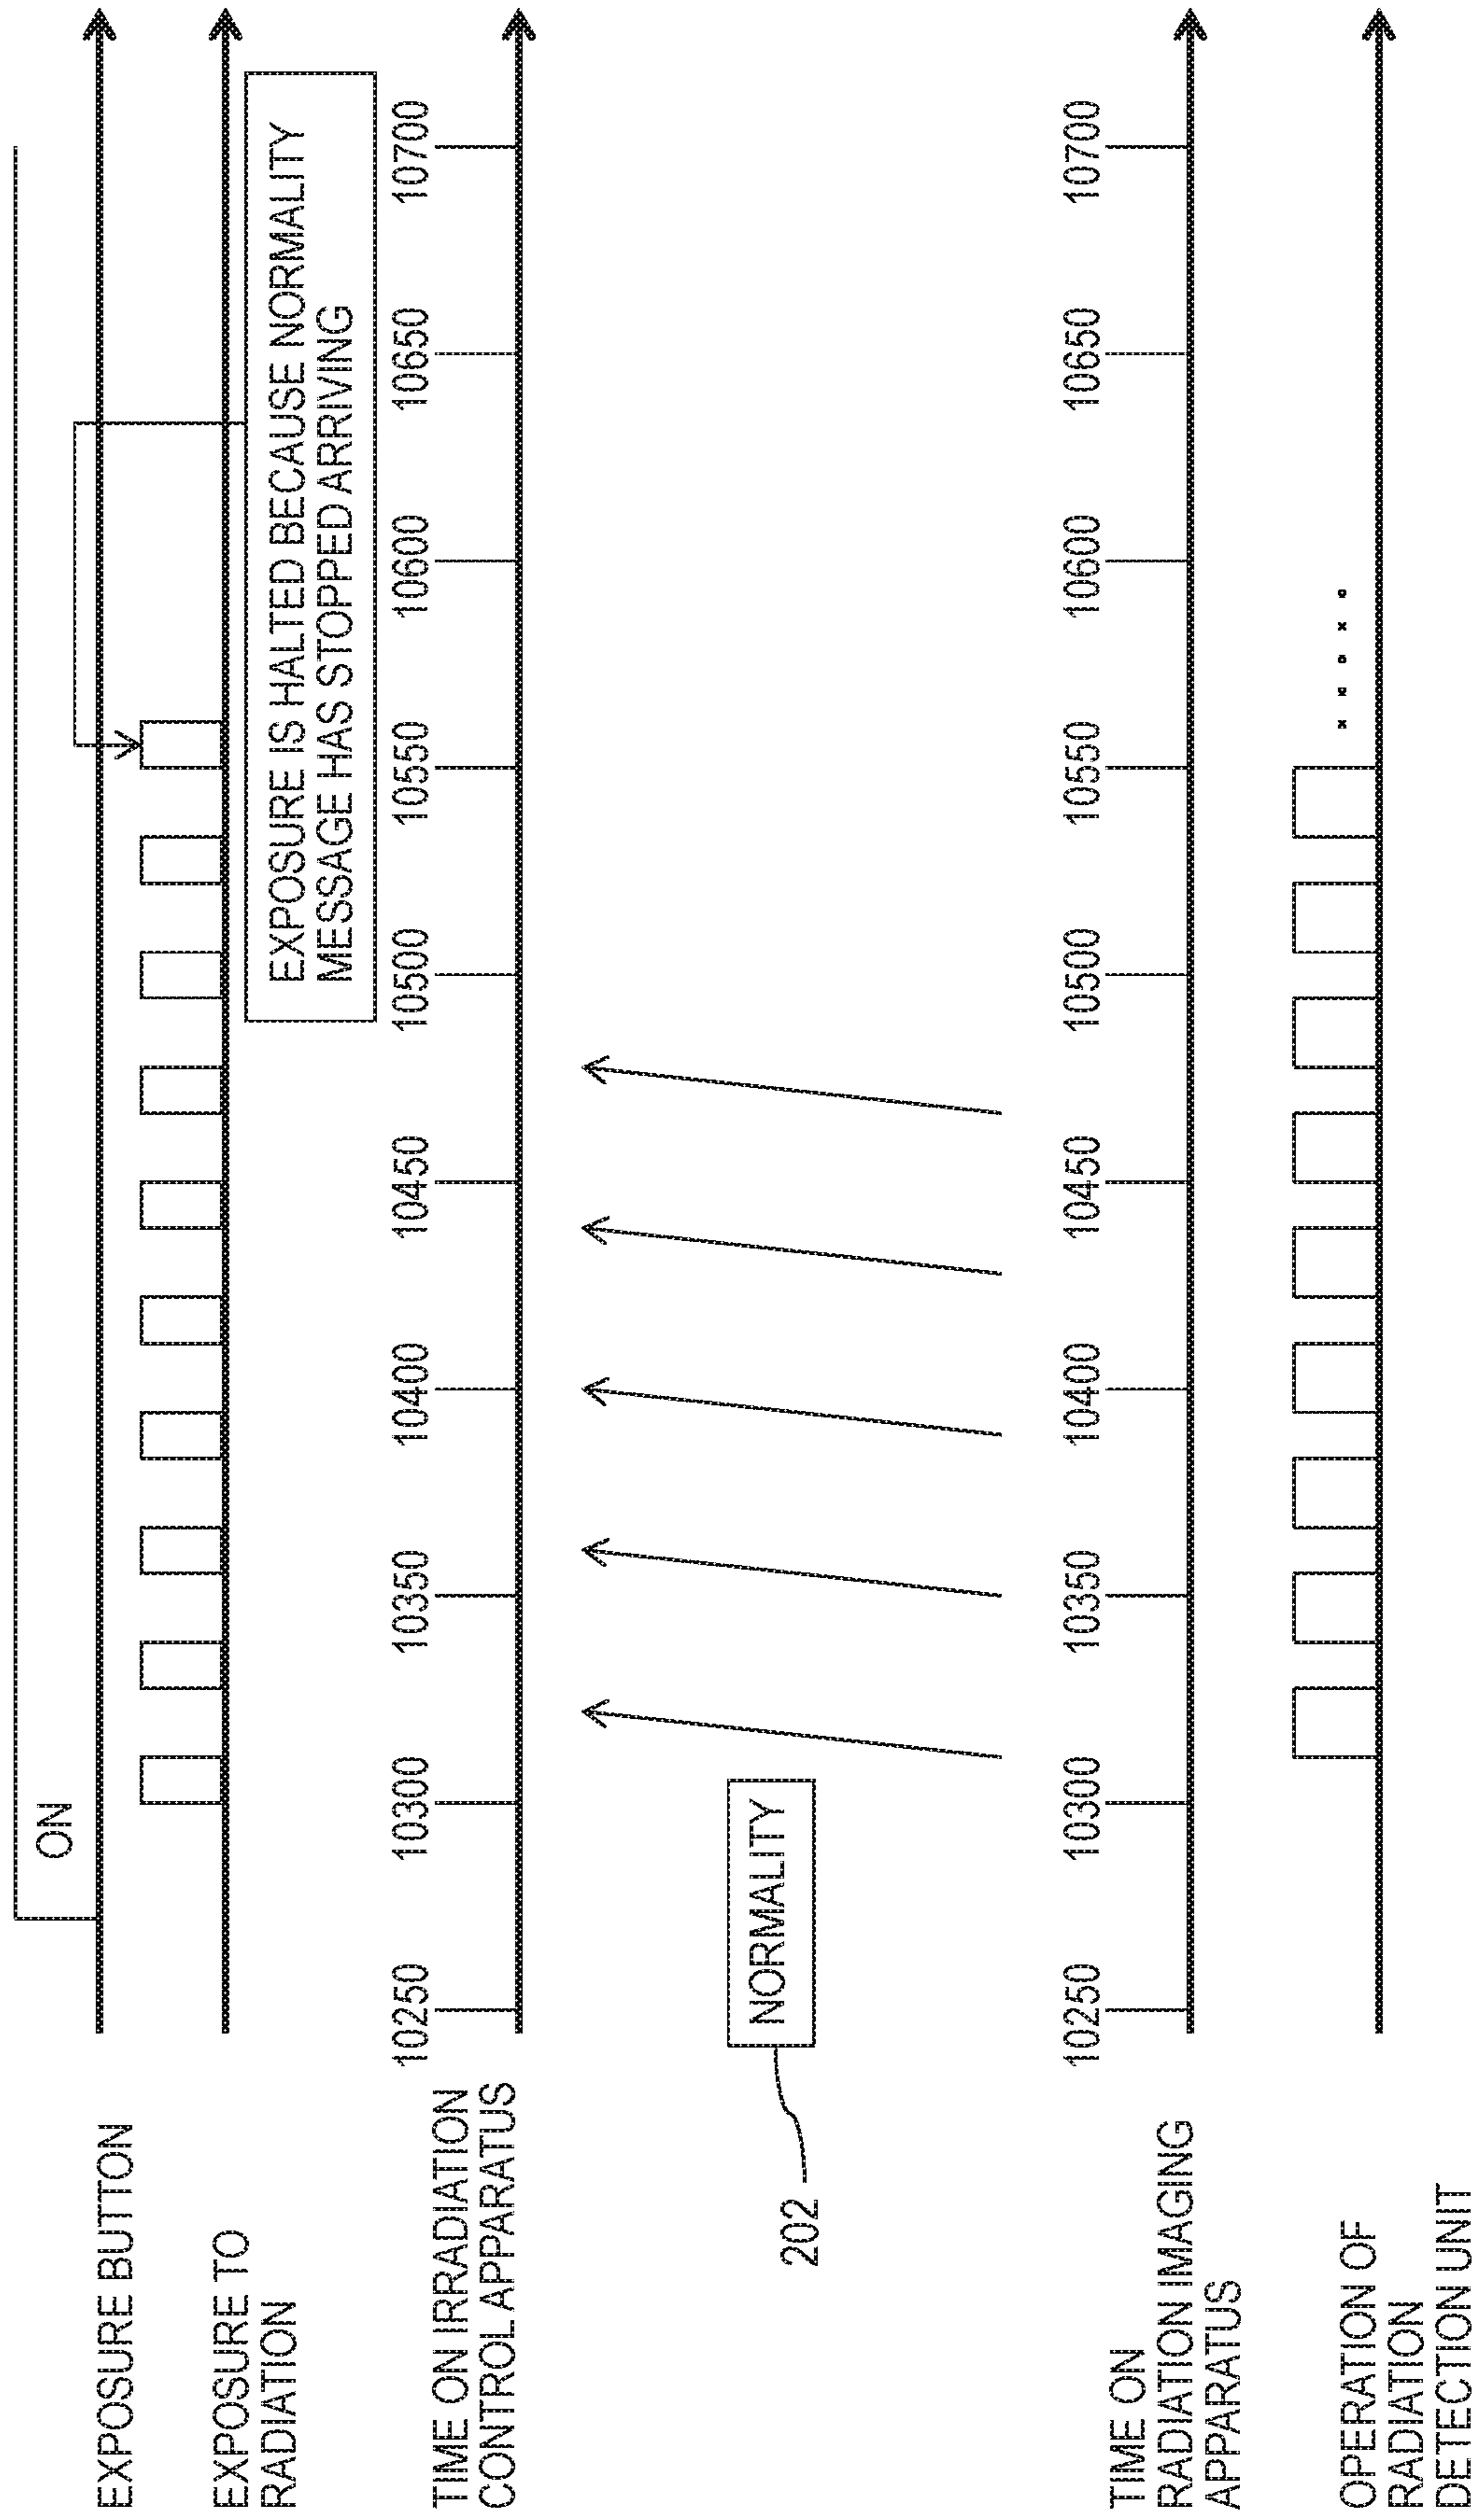 EXPOSURE BUTTON
ON
EXPOSURE TO
RADIATION
EXPOSURE IS HALTED BECAUSE NORMALITY
MESSAGE HAS STOPPED ARRIVING
TIME ON IRRADIATION
CONTROL APPARATUS
10250 10300 10350 10400 10450 10500 10550 10600 10650 10700
202
NORMALITY
TIME ON
RADIATION IMAGING
APPARATUS
10250 10300 10350 10400 10450 10500 10550 10600 10650 10700
OPERATION OF
RADIATION
DETECTION UNIT